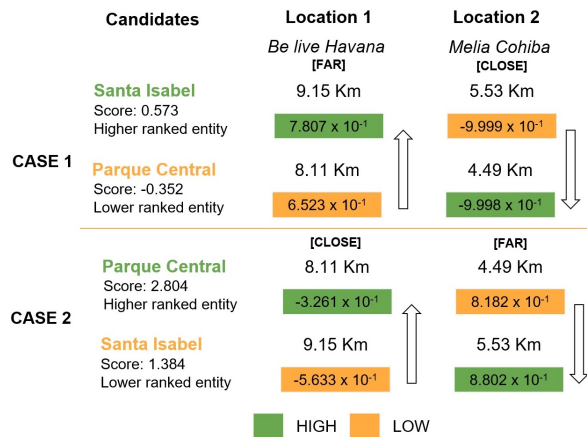 Candidates Location 1 Location 2
Be live Havana Melia Cohiba
[FAR] [CLOSE]
CASE 1
Santa Isabel 9.15 Km 5.53 Km
Score: 0.573
Higher ranked entity 7.807 x 10⁻¹ -9.999 x 10⁻¹
Parque Central 8.11 Km 4.49 Km
Score: -0.352
Lower ranked entity 6.523 x 10⁻¹ -9.998 x 10⁻¹
[CLOSE] [FAR]
CASE 2
Parque Central 8.11 Km 4.49 Km
Score: 2.804
Higher ranked entity -3.261 x 10⁻¹ 8.182 x 10⁻¹
Santa Isabel 9.15 Km 5.53 Km
Score: 1.384
Lower ranked entity -5.633 x 10⁻¹ 8.802 x 10⁻¹
HIGH LOW